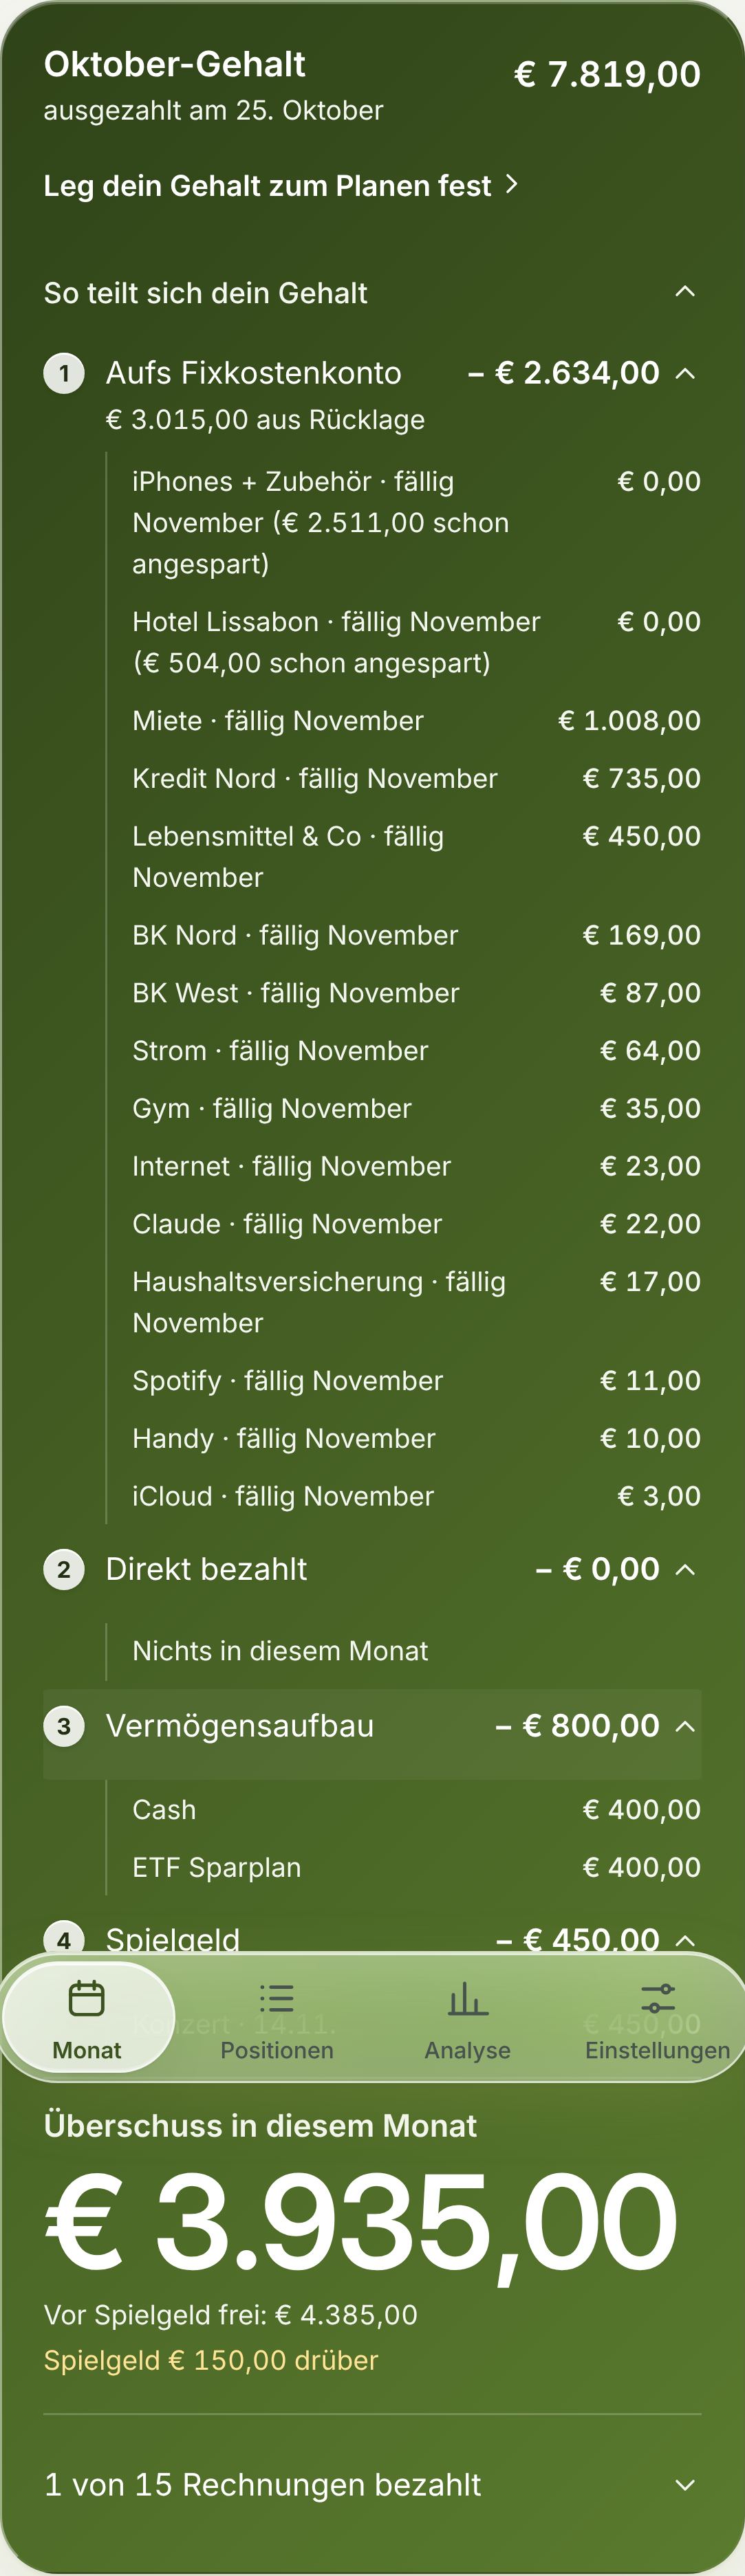 Oktober-Gehalt
€ 7.819,00
ausgezahlt am 25. Oktober
Leg dein Gehalt zum Planen fest
So teilt sich dein Gehalt
1 Aufs Fixkostenkonto – € 2.634,00
€ 3.015,00 aus Rücklage
iPhones + Zubehör · fällig € 0,00
November (€ 2.511,00 schon
angespart)
Hotel Lissabon · fällig November € 0,00
(€ 504,00 schon angespart)
Miete · fällig November € 1.008,00
Kredit Nord · fällig November € 735,00
Lebensmittel & Co · fällig € 450,00
November
BK Nord · fällig November € 169,00
BK West · fällig November € 87,00
Strom · fällig November € 64,00
Gym · fällig November € 35,00
Internet · fällig November € 23,00
Claude · fällig November € 22,00
Haushaltsversicherung · fällig € 17,00
November
Spotify · fällig November € 11,00
Handy · fällig November € 10,00
iCloud · fällig November € 3,00
2 Direkt bezahlt – € 0,00
Nichts in diesem Monat
3 Vermögensaufbau – € 800,00
Cash € 400,00
ETF Sparplan € 400,00
4 Spielgeld – € 450,00
Konzert · 14.11. € 450,00
Monat Positionen Analyse Einstellungen
Überschuss in diesem Monat
€ 3.935,00
Vor Spielgeld frei: € 4.385,00
Spielgeld € 150,00 drüber
1 von 15 Rechnungen bezahlt